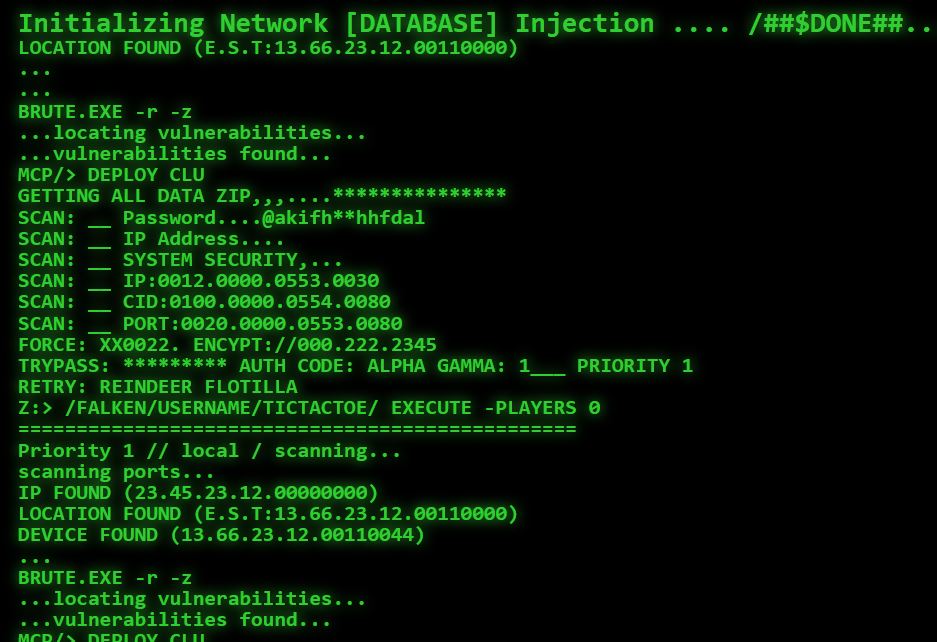 Initializing Network [DATABASE] Injection .... /##$DONE##..
LOCATION FOUND (E.S.T:13.66.23.12.00110000)
...
...
BRUTE.EXE -r -z
...locating vulnerabilities...
...vulnerabilities found...
MCP/> DEPLOY CLU
GETTING ALL DATA ZIP,,,....***************
SCAN: __ Password....@akifh**hhfdal
SCAN: __ IP Address....
SCAN: __ SYSTEM SECURITY,...
SCAN: __ IP:0012.0000.0553.0030
SCAN: __ CID:0100.0000.0554.0080
SCAN: __ PORT:0020.0000.0553.0080
FORCE: XX0022. ENCYPT://000.222.2345
TRYPASS: ********* AUTH CODE: ALPHA GAMMA: 1___ PRIORITY 1
RETRY: REINDEER FLOTILLA
Z:> /FALKEN/USERNAME/TICTACTOE/ EXECUTE -PLAYERS 0
================================================
Priority 1 // local / scanning...
scanning ports...
IP FOUND (23.45.23.12.00000000)
LOCATION FOUND (E.S.T:13.66.23.12.00110000)
DEVICE FOUND (13.66.23.12.00110044)
...
BRUTE.EXE -r -z
...locating vulnerabilities...
...vulnerabilities found...
MCP/> DEPLOY CLU